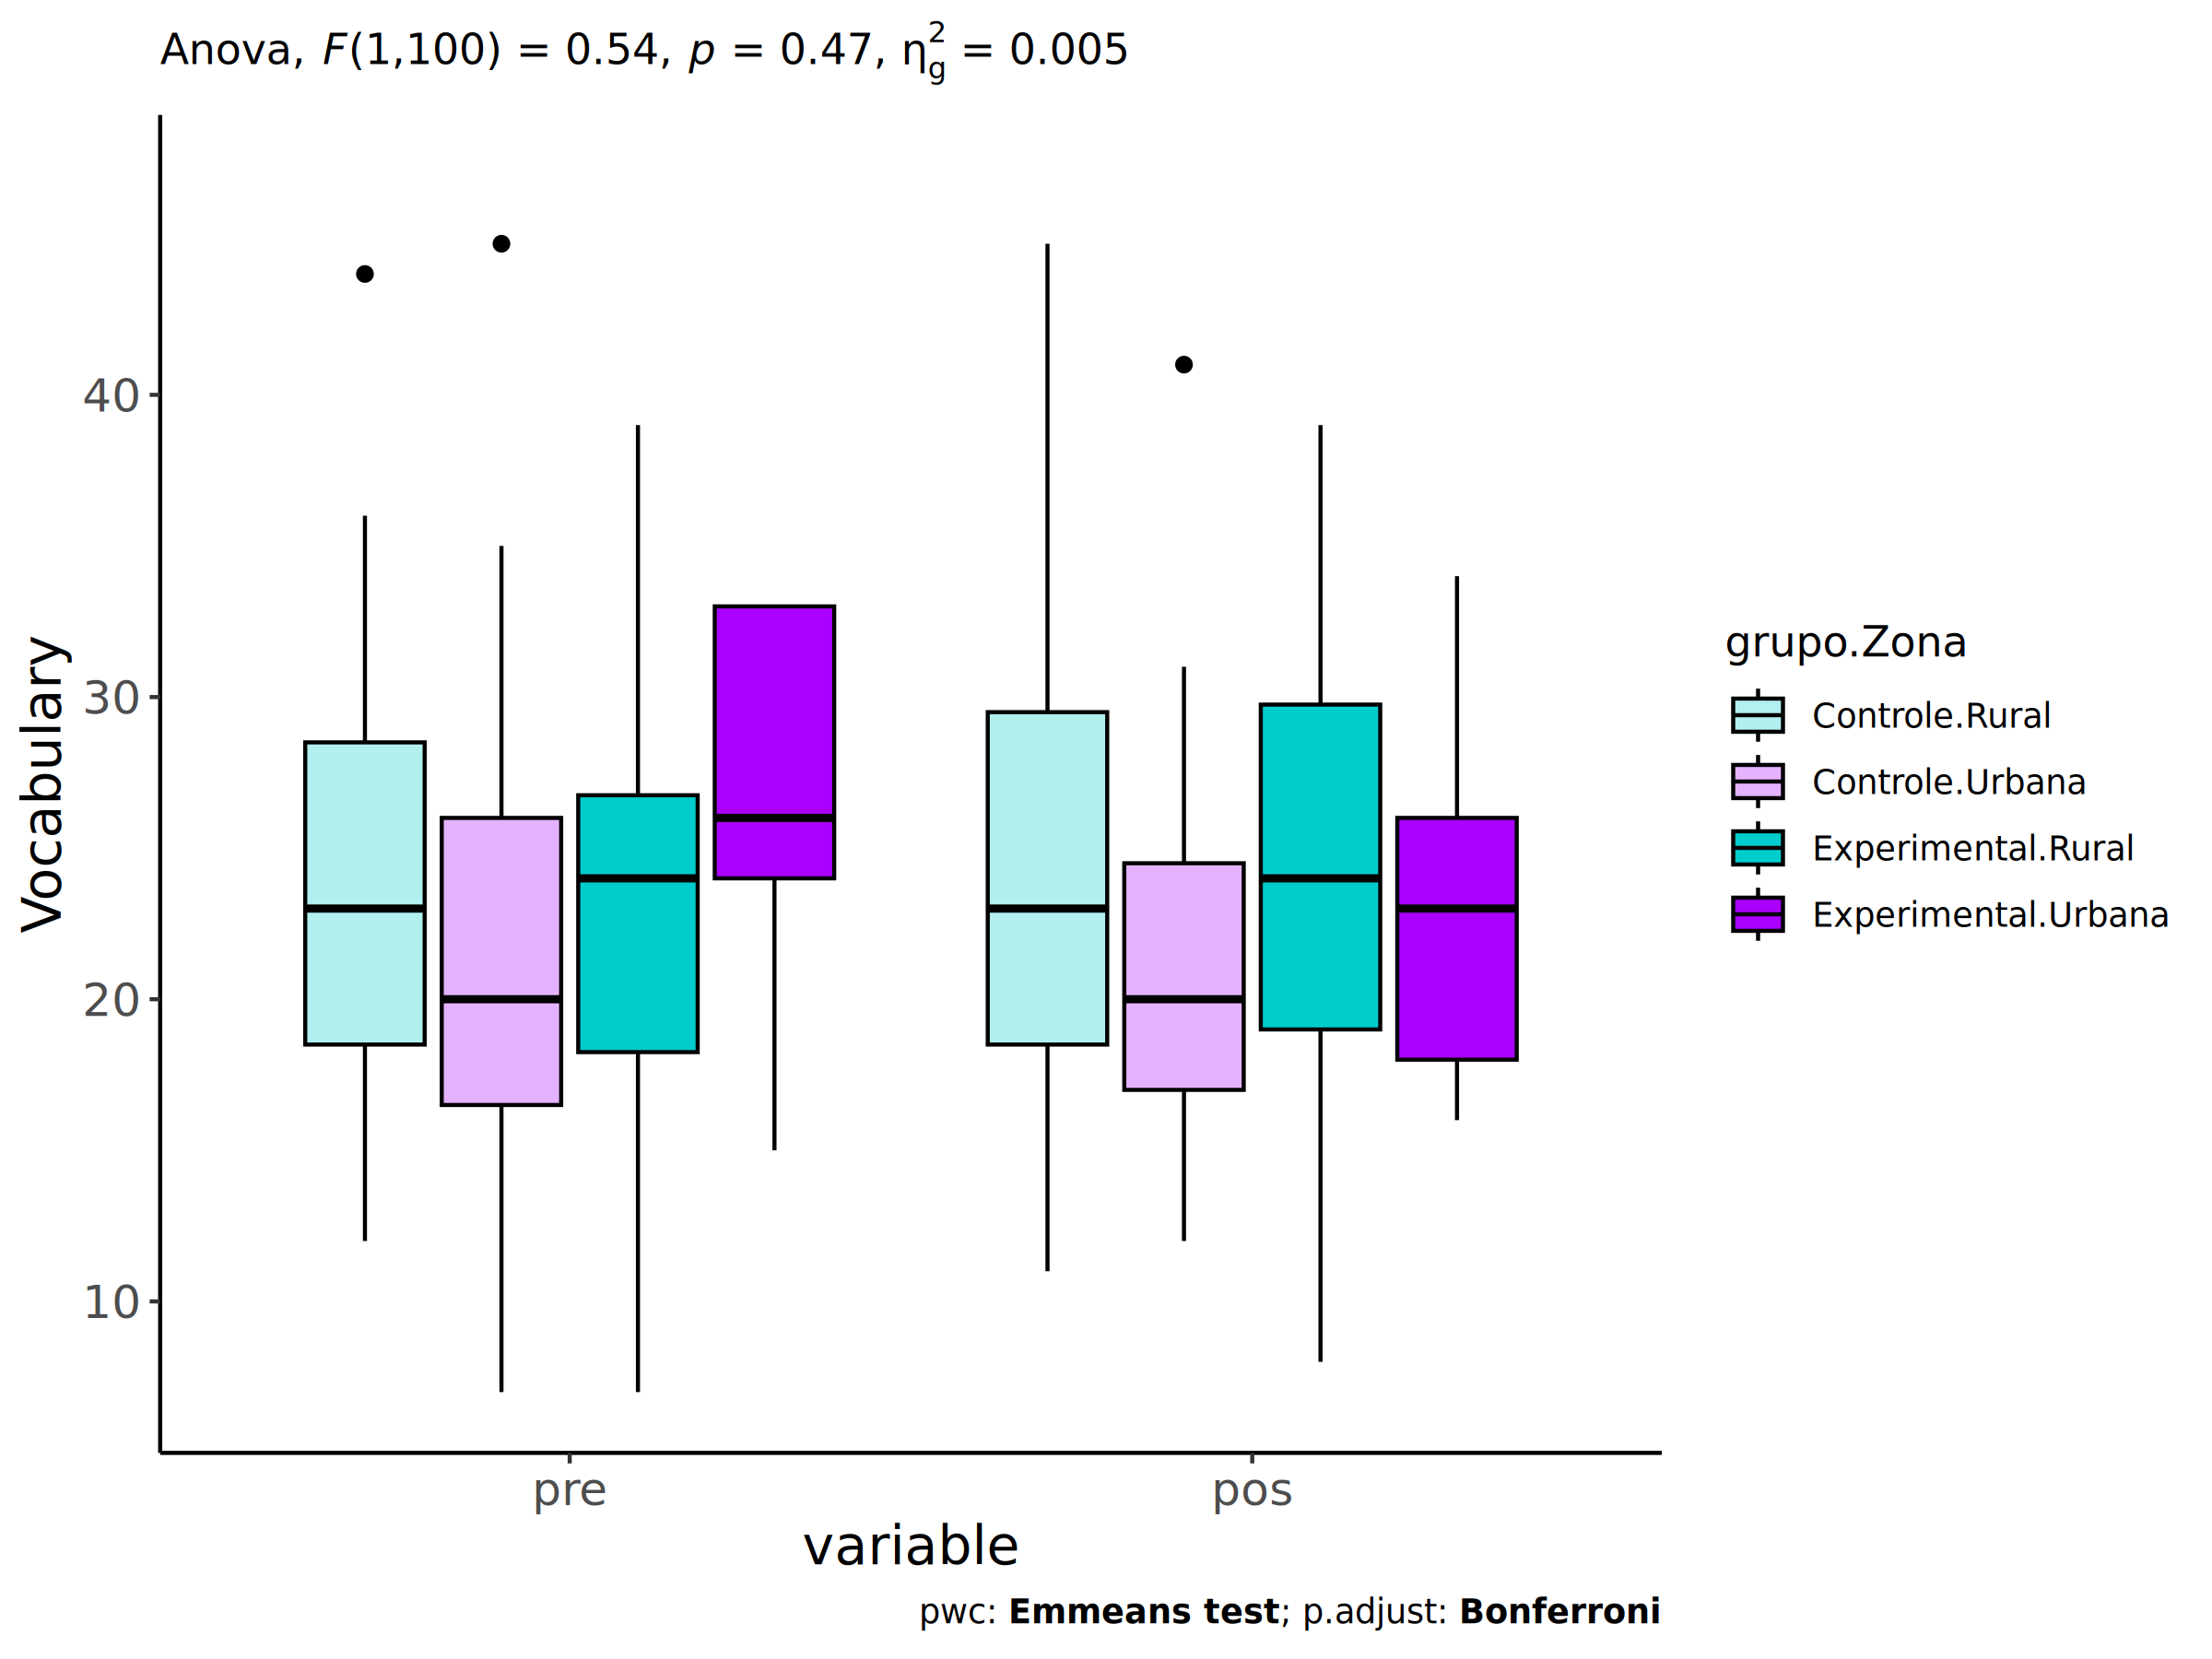 Anova, F(1,100) = 0.54, p = 0.47, η²g = 0.005
Vocabulary
40
30
20
10
pre pos
variable
pwc: Emmeans test; p.adjust: Bonferroni
grupo.Zona
Controle.Rural
Controle.Urbana
Experimental.Rural
Experimental.Urbana